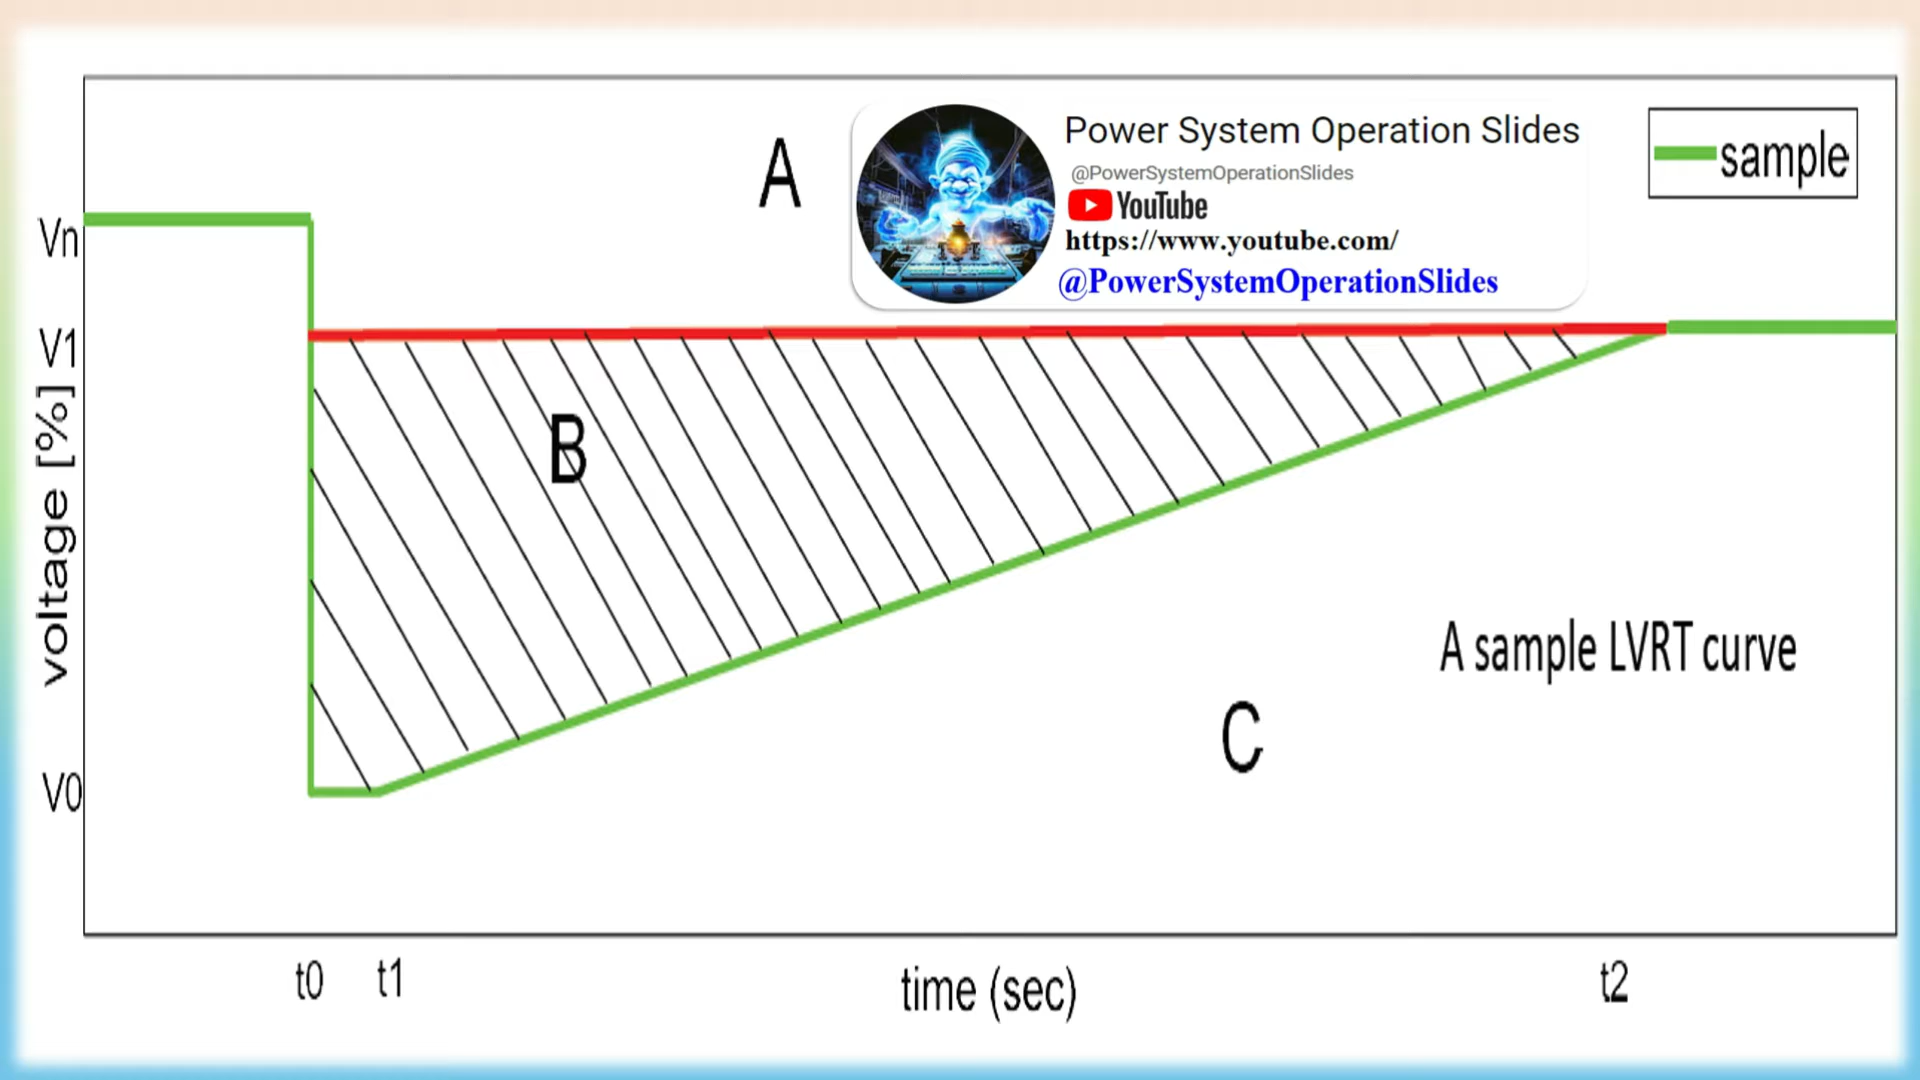 A
Power System Operation Slides
@PowerSystemOperationSlides
YouTube
https://www.youtube.com/
@PowerSystemOperationSlides
sample
Vn
V1
voltage [%]
V0
B
A sample LVRT curve
C
t0
t1
time (sec)
t2